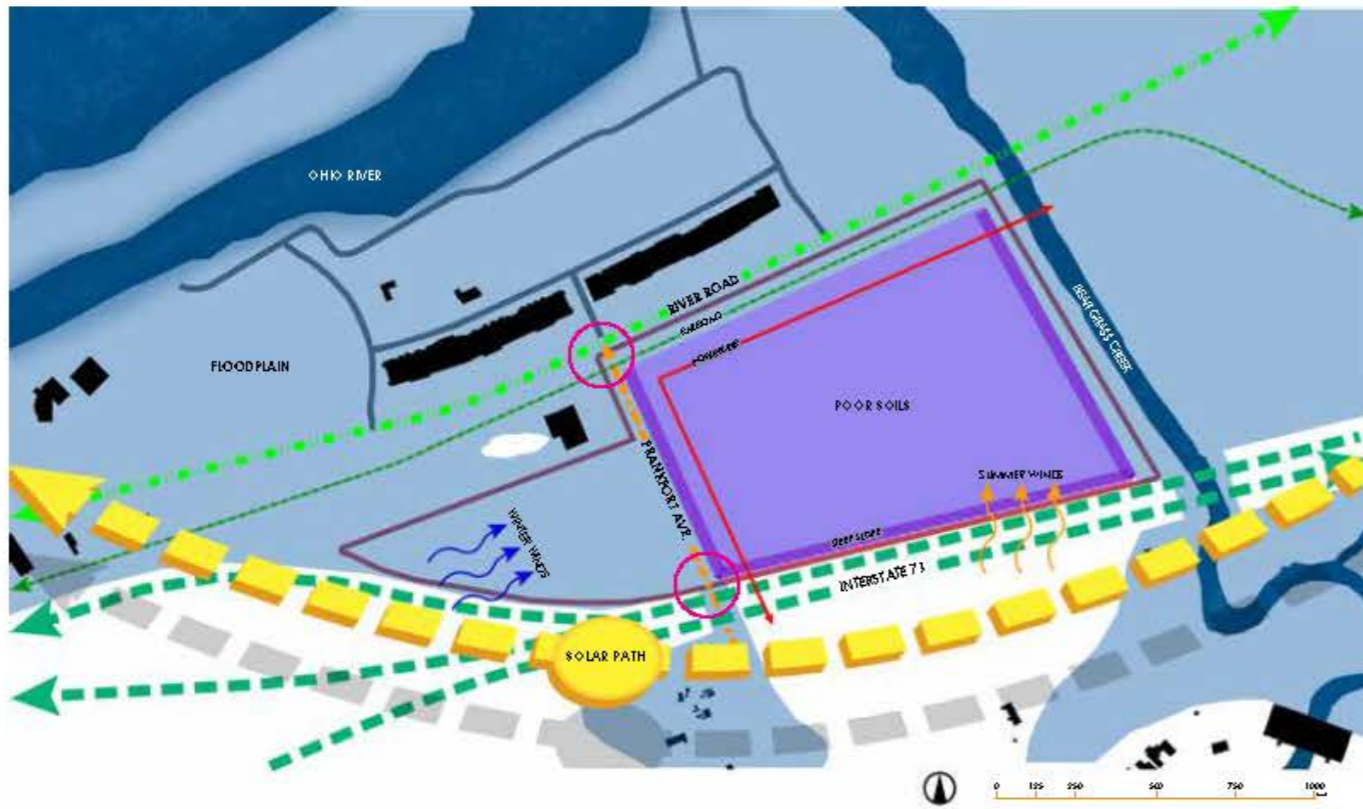 OHIO RIVER
FLOODPLAIN
RIVER ROAD
RAILROAD
POWERLINE
POOR SOILS
BEAR GRASS CREEK
FRANKFORT AVE.
SUMMER WINDS
WINTER WINDS
STEEP SLOPE
INTERSTATE 71
SOLAR PATH
0 125 250 500 750 1000